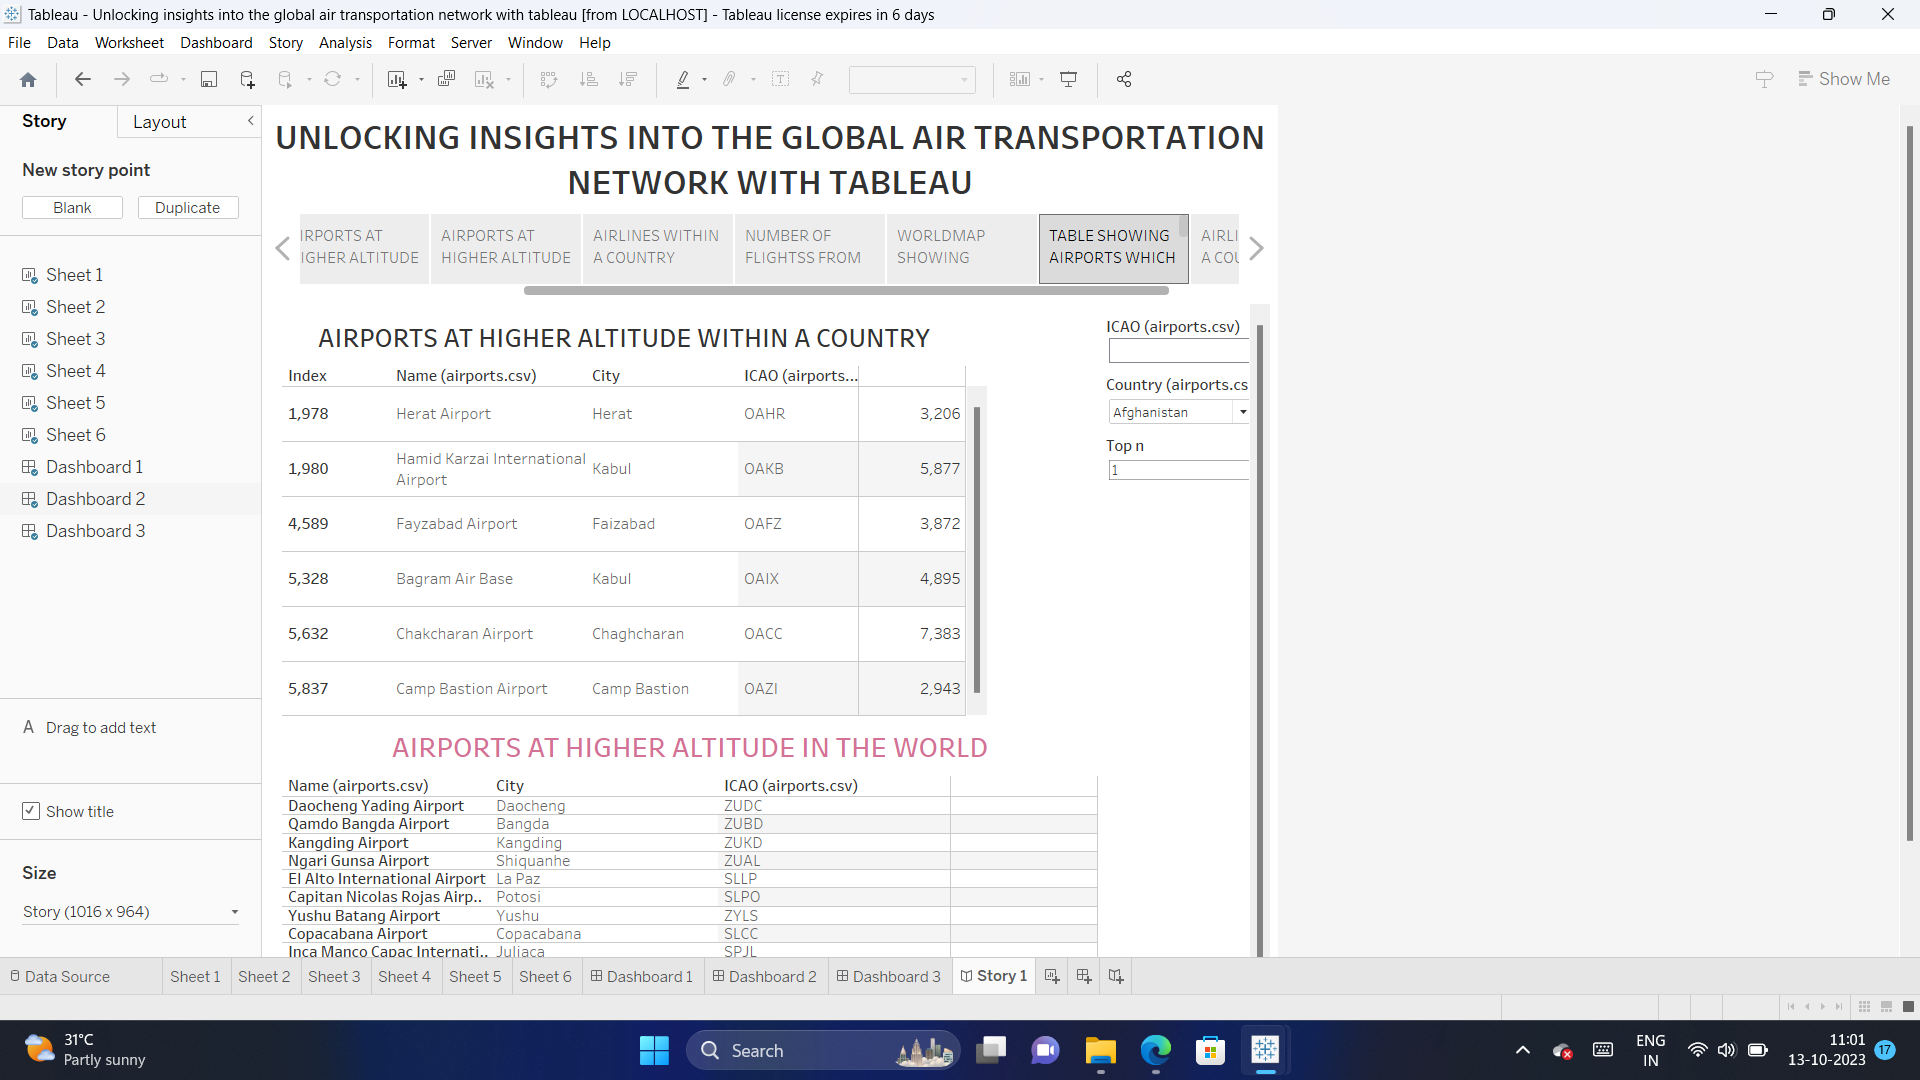 Tableau - Unlocking insights into the global air transportation network with tableau [from LOCALHOST] - Tableau license expires in 6 days
File Data Worksheet Dashboard Story Analysis Format Server Window Help
Show Me
Story Layout
New story point
Blank Duplicate
Sheet 1
Sheet 2
Sheet 3
Sheet 4
Sheet 5
Sheet 6
Dashboard 1
Dashboard 2
Dashboard 3
A Drag to add text
Show title
Size
Story (1016 x 964)
UNLOCKING INSIGHTS INTO THE GLOBAL AIR TRANSPORTATION
NETWORK WITH TABLEAU
IRPORTS AT
IGHER ALTITUDE
AIRPORTS AT
HIGHER ALTITUDE
AIRLINES WITHIN
A COUNTRY
NUMBER OF
FLIGHTSS FROM
WORLDMAP
SHOWING
TABLE SHOWING
AIRPORTS WHICH
AIRLI
A COU
AIRPORTS AT HIGHER ALTITUDE WITHIN A COUNTRY
Index Name (airports.csv) City ICAO (airports...
1,978 Herat Airport Herat OAHR 3,206
1,980 Hamid Karzai International Airport Kabul OAKB 5,877
4,589 Fayzabad Airport Faizabad OAFZ 3,872
5,328 Bagram Air Base Kabul OAIX 4,895
5,632 Chakcharan Airport Chaghcharan OACC 7,383
5,837 Camp Bastion Airport Camp Bastion OAZI 2,943
ICAO (airports.csv)
Country (airports.cs
Afghanistan
Top n
1
AIRPORTS AT HIGHER ALTITUDE IN THE WORLD
Name (airports.csv) City ICAO (airports.csv)
Daocheng Yading Airport Daocheng ZUDC
Qamdo Bangda Airport Bangda ZUBD
Kangding Airport Kangding ZUKD
Ngari Gunsa Airport Shiquanhe ZUAL
El Alto International Airport La Paz SLLP
Capitan Nicolas Rojas Airp.. Potosi SLPO
Yushu Batang Airport Yushu ZYLS
Copacabana Airport Copacabana SLCC
Inca Manco Capac Internati.. Juliaca SPJL
Data Source Sheet 1 Sheet 2 Sheet 3 Sheet 4 Sheet 5 Sheet 6 Dashboard 1 Dashboard 2 Dashboard 3 Story 1
31°C
Partly sunny
Search
ENG
IN
11:01
13-10-2023
17